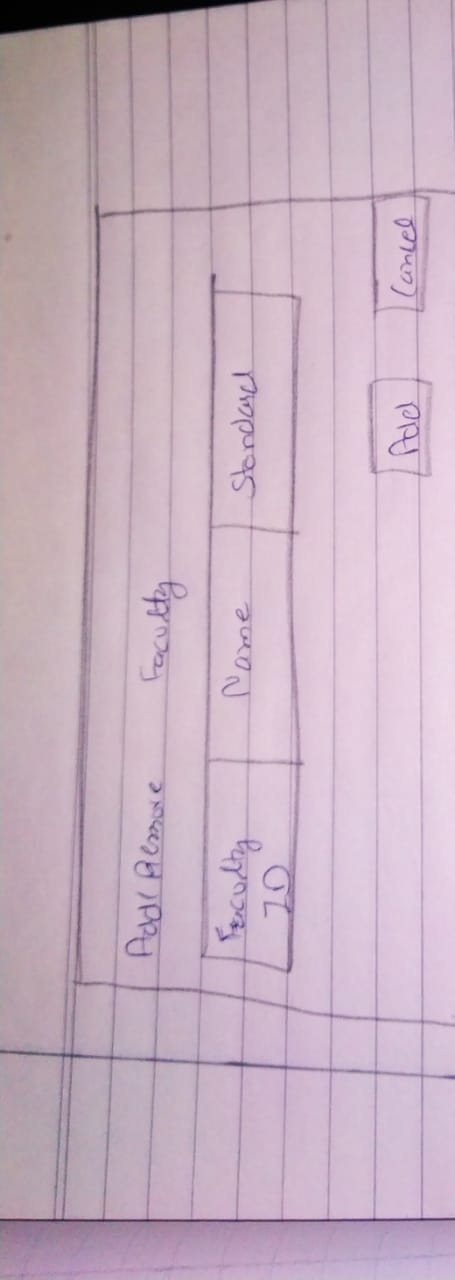 Add/Remove Faculty
Faculty ID
Name
Standard
Add
Cancel